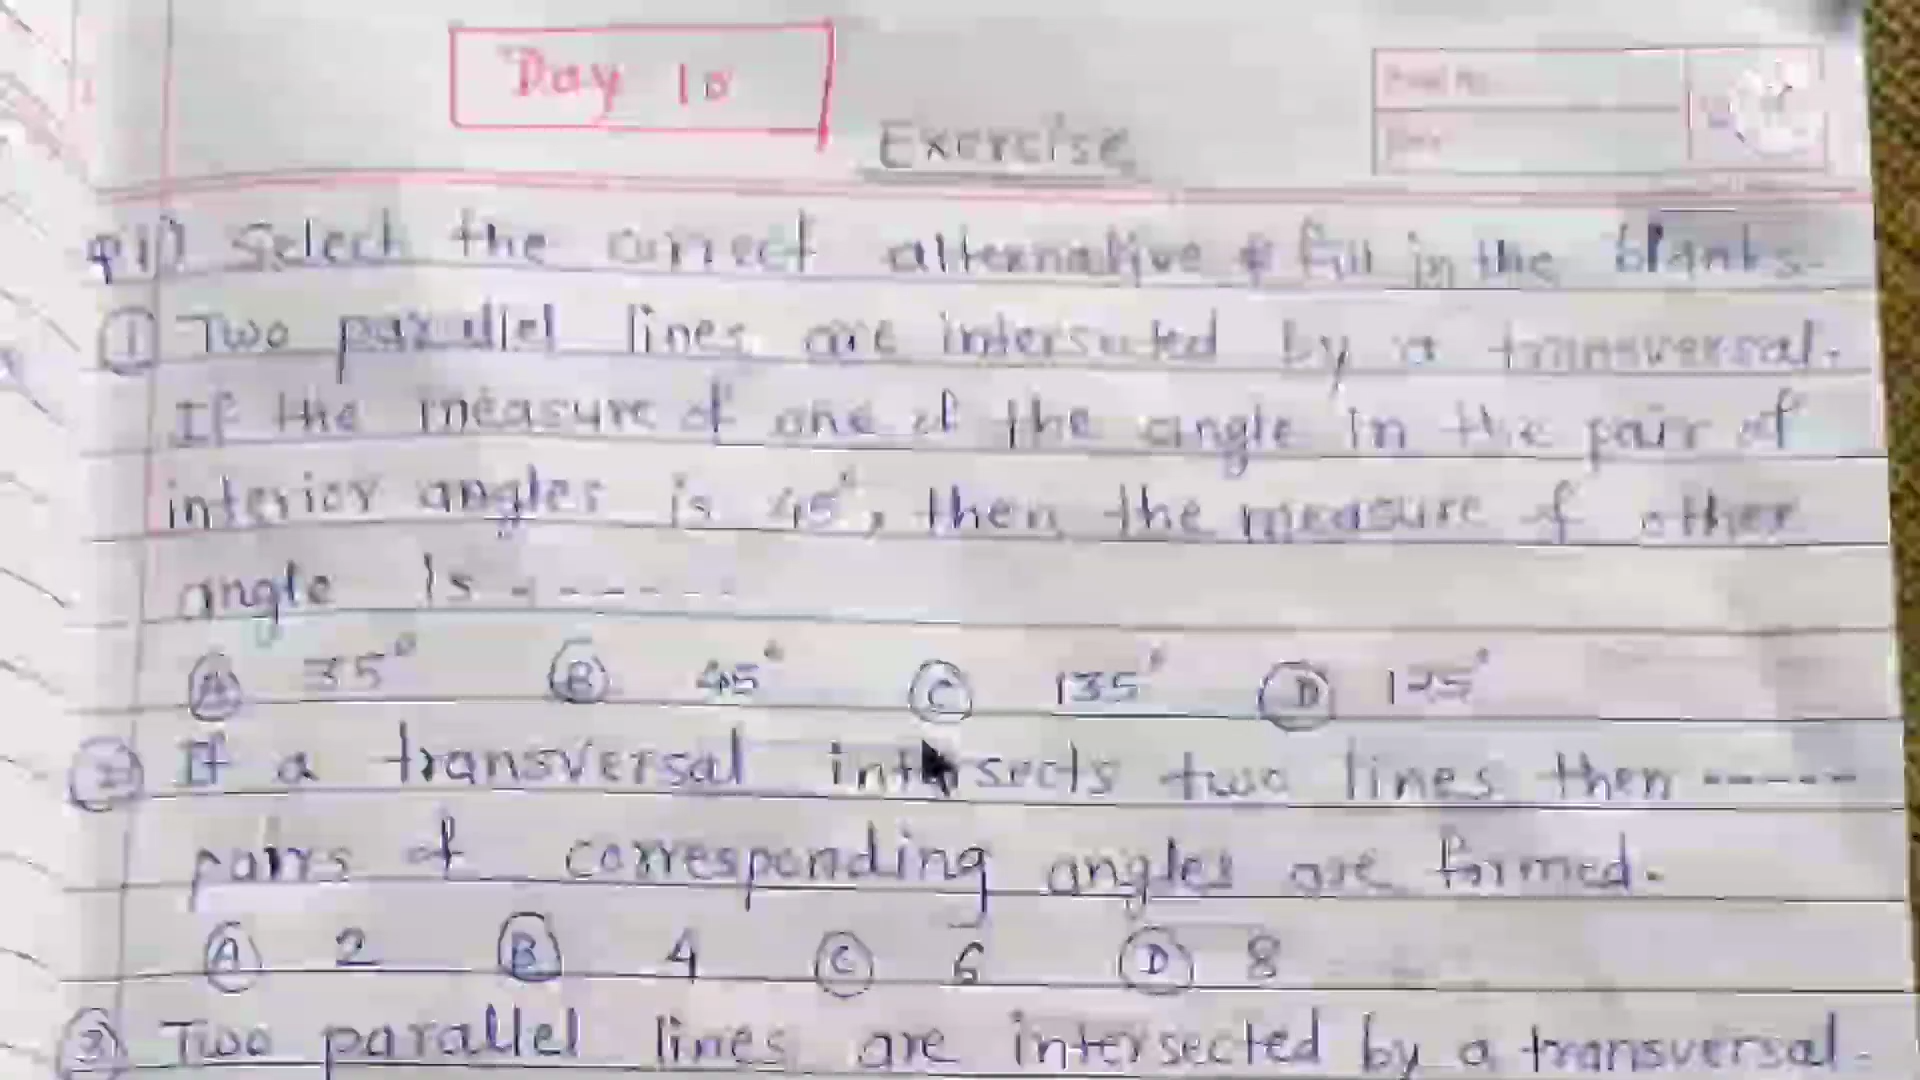 Day 10
Exercise
Q1) Select the correct alternative & fill in the blanks.
① Two parallel lines are intersected by a transversal.
If the measure of one of the angle in the pair of
interior angles is 45°, then the measure of other
angle is ------
Ⓐ 35° Ⓑ 45° Ⓒ 135° Ⓓ 125°
② If a transversal intersects two lines then -----
pairs of corresponding angles are formed.
Ⓐ 2 Ⓑ 4 Ⓒ 6 Ⓓ 8
③ Two parallel lines are intersected by a transversal.